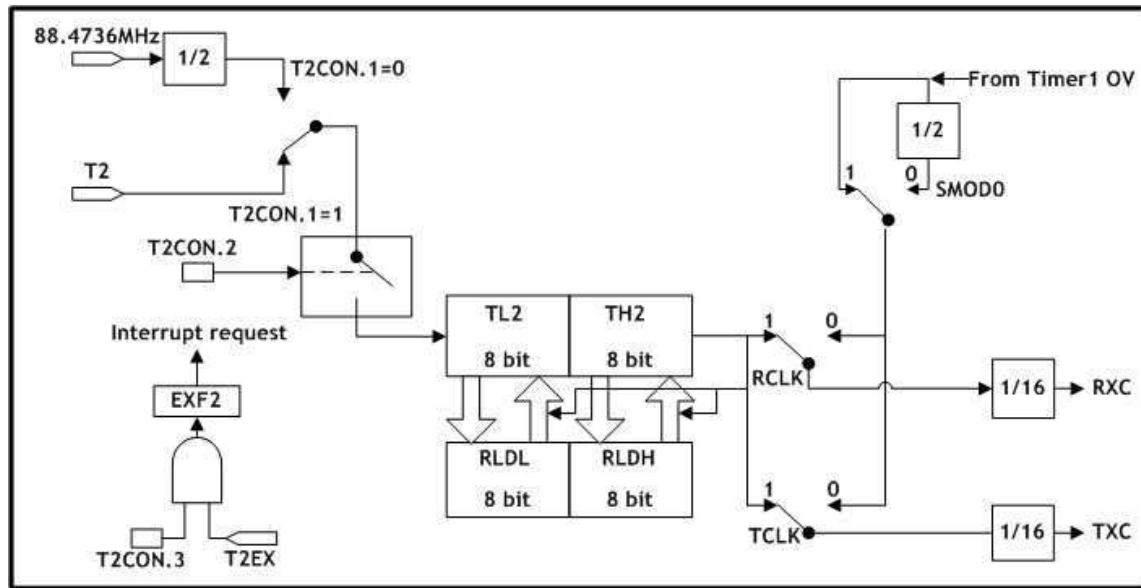 88.4736MHz
1/2
T2CON.1=0
From Timer1 OV
1/2
T2
1
0
SMOD0
T2CON.1=1
T2CON.2
TL2
TH2
8 bit
8 bit
1
0
Interrupt request
RCLK
1/16
RXC
EXF2
RLDL
RLDH
8 bit
8 bit
1
0
TCLK
1/16
TXC
T2CON.3
T2EX